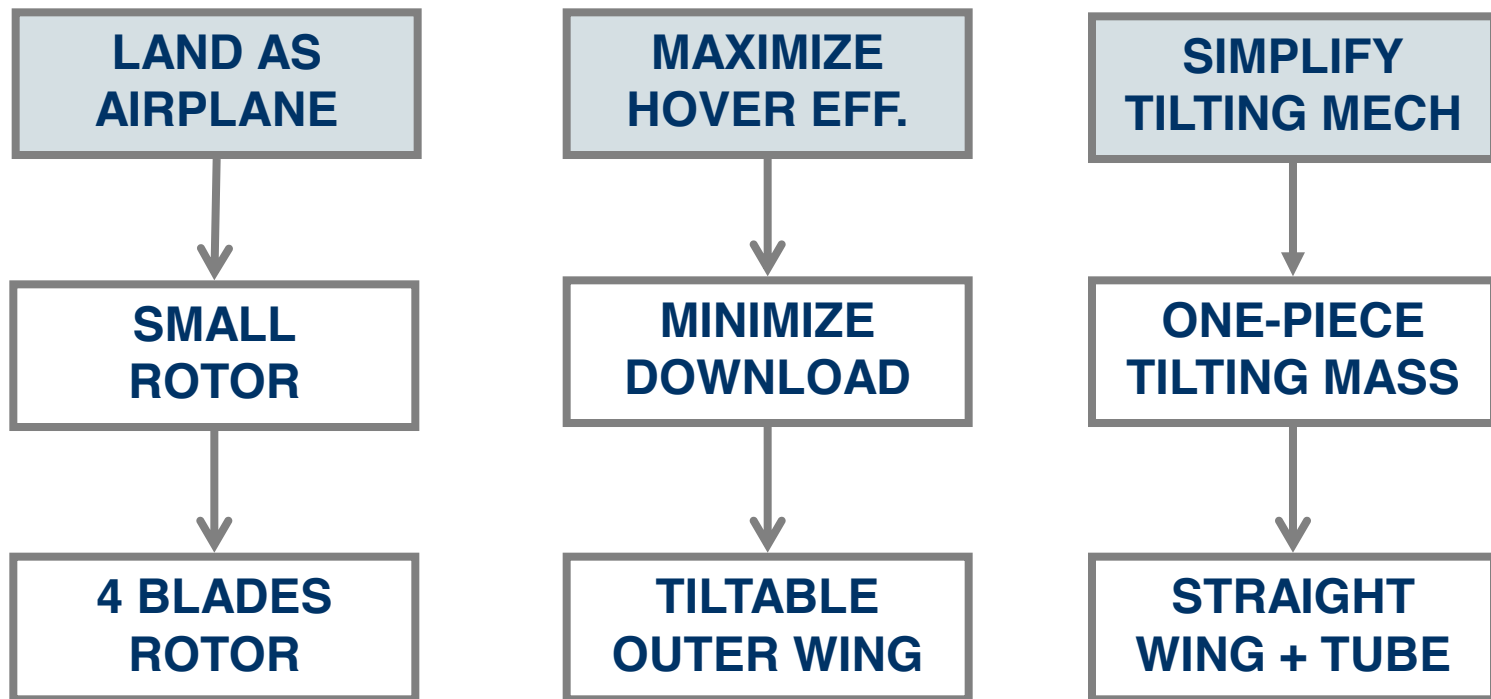 LAND AS
AIRPLANE
MAXIMIZE
HOVER EFF.
SIMPLIFY
TILTING MECH
SMALL
ROTOR
MINIMIZE
DOWNLOAD
ONE-PIECE
TILTING MASS
4 BLADES
ROTOR
TILTABLE
OUTER WING
STRAIGHT
WING + TUBE